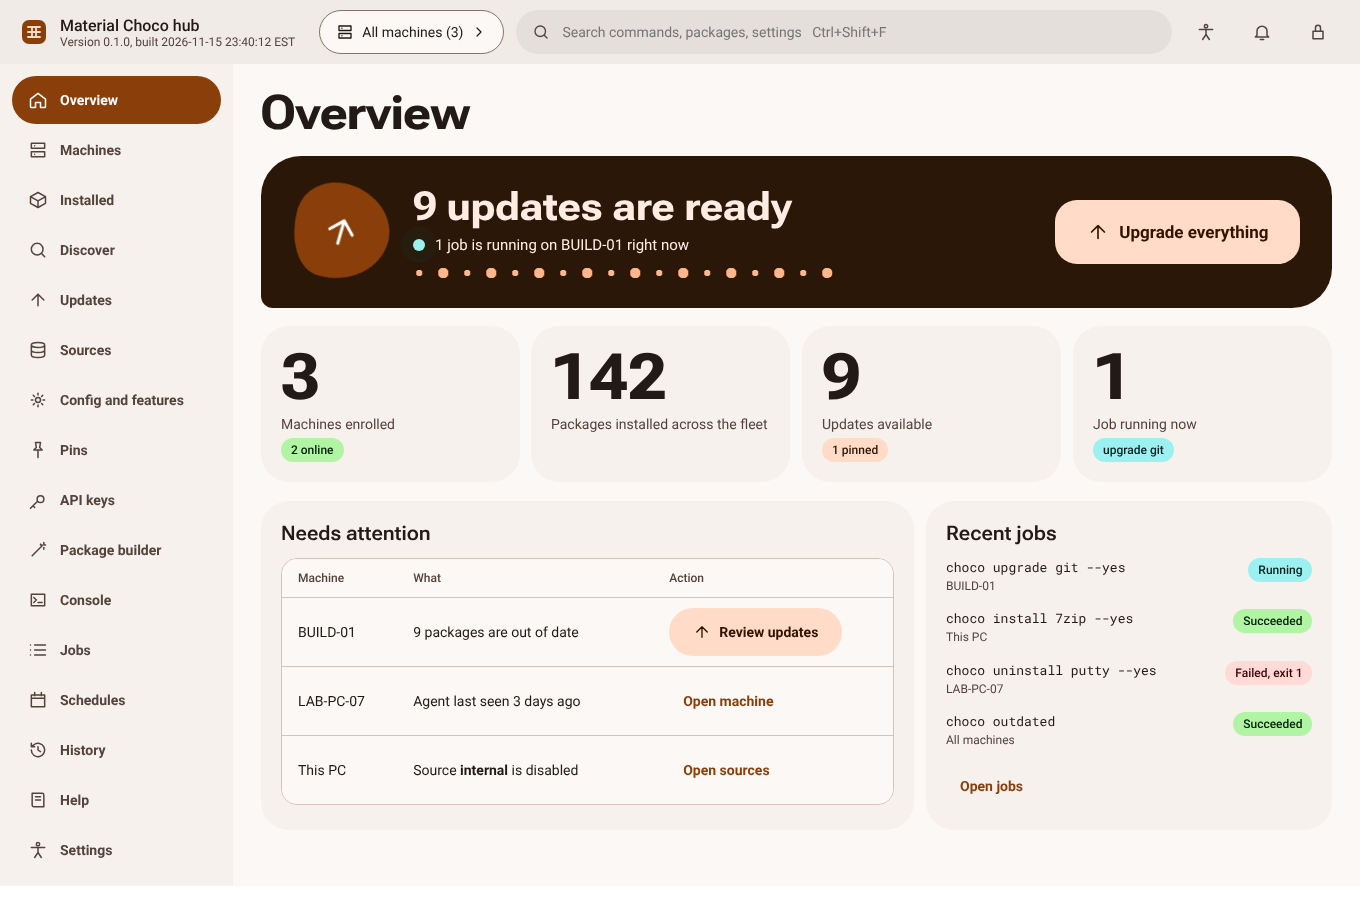 Material Choco hub
Version 0.1.0, built 2026-11-15 23:40:12 EST
All machines (3)
Search commands, packages, settings Ctrl+Shift+F
Overview
Machines
Installed
Discover
Updates
Sources
Config and features
Pins
API keys
Package builder
Console
Jobs
Schedules
History
Help
Settings
Overview
9 updates are ready
1 job is running on BUILD-01 right now
Upgrade everything
3
Machines enrolled
2 online
142
Packages installed across the fleet
9
Updates available
1 pinned
1
Job running now
upgrade git
Needs attention
Machine What Action
BUILD-01 9 packages are out of date Review updates
LAB-PC-07 Agent last seen 3 days ago Open machine
This PC Source internal is disabled Open sources
Recent jobs
choco upgrade git --yes Running
BUILD-01
choco install 7zip --yes Succeeded
This PC
choco uninstall putty --yes Failed, exit 1
LAB-PC-07
choco outdated Succeeded
All machines
Open jobs